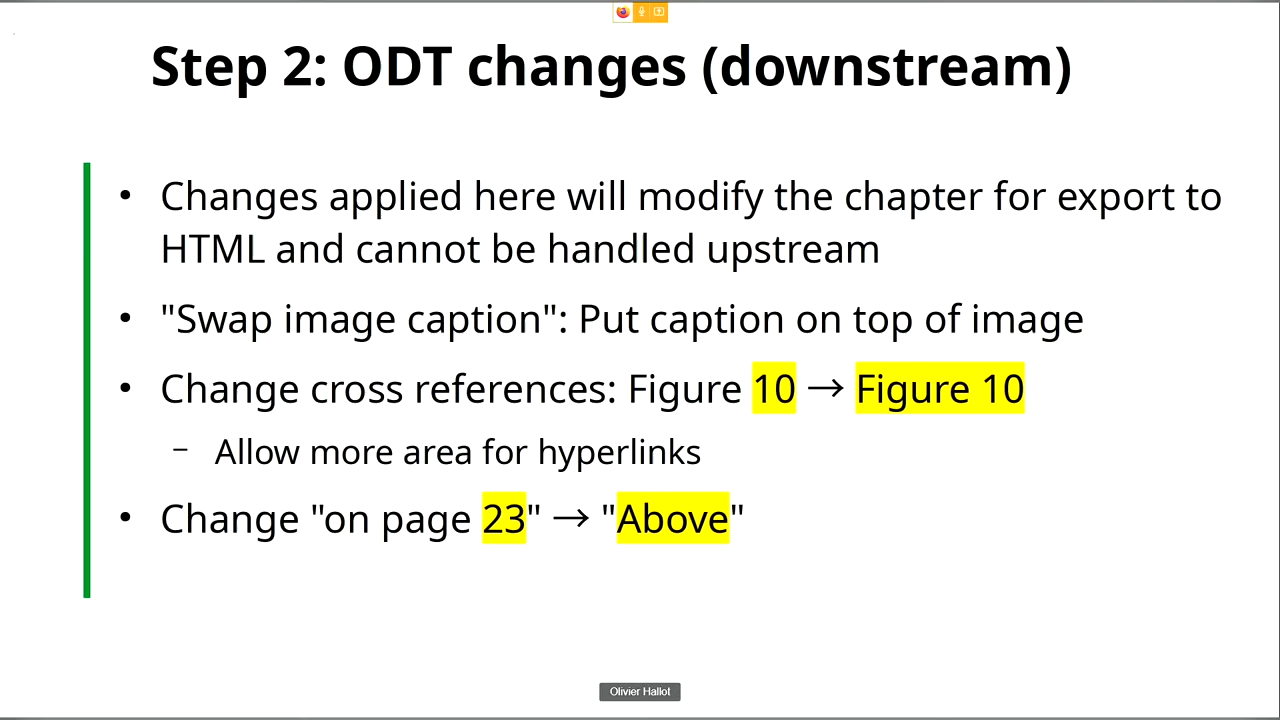 Step 2: ODT changes (downstream)
• Changes applied here will modify the chapter for export to
HTML and cannot be handled upstream
• "Swap image caption": Put caption on top of image
• Change cross references: Figure 10 → Figure 10
– Allow more area for hyperlinks
• Change "on page 23" → "Above"
Olivier Hallot